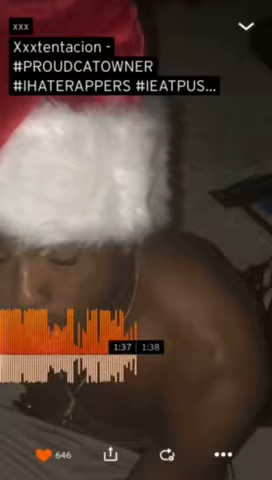 xxx
Xxxtentacion -
#PROUDCATOWNER
#IHATERAPPERS #IEATPUS...
1:37 1:38
646